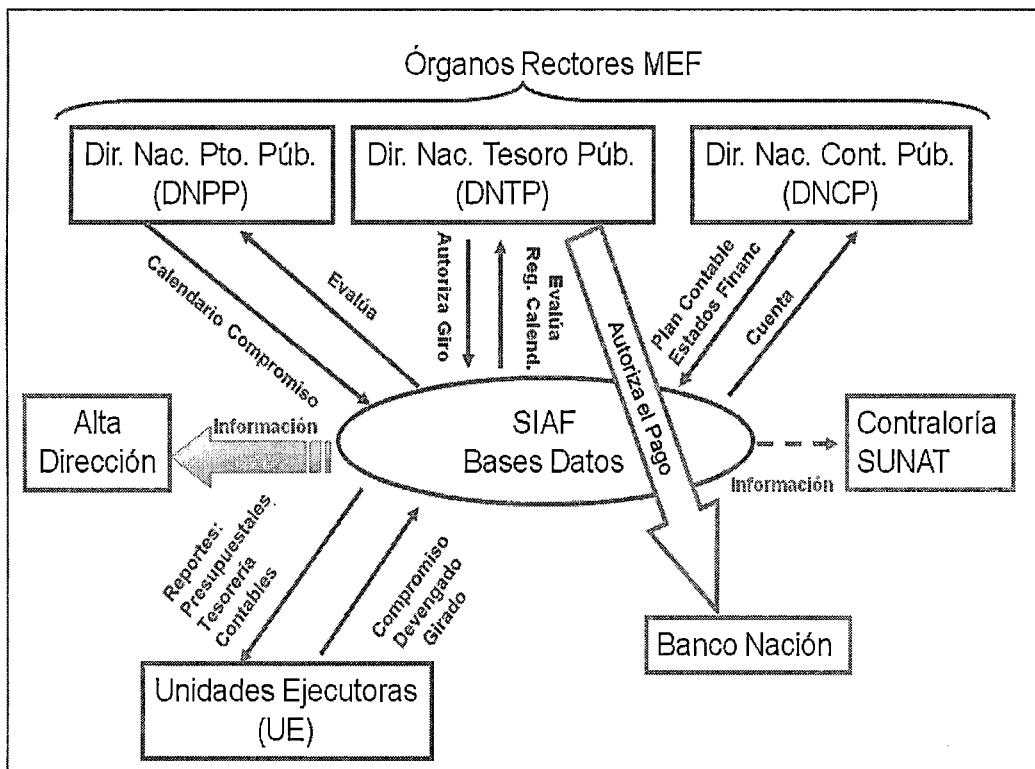 Órganos Rectores MEF
Dir. Nac. Pto. Púb.
(DNPP)
Dir. Nac. Tesoro Púb.
(DNTP)
Dir. Nac. Cont. Púb.
(DNCP)
Calendario Compromiso
Evalúa
Autoriza Giro
Evalúa
Reg. Calend.
Autoriza el Pago
Plan Contable
Estados Financ
Cuenta
Alta
Dirección
Información
SIAF
Bases Datos
Información
Contraloría
SUNAT
Reportes:
Presupuestales,
Tesorería
Contables
Compromiso
Devengado
Girado
Banco Nación
Unidades Ejecutoras
(UE)